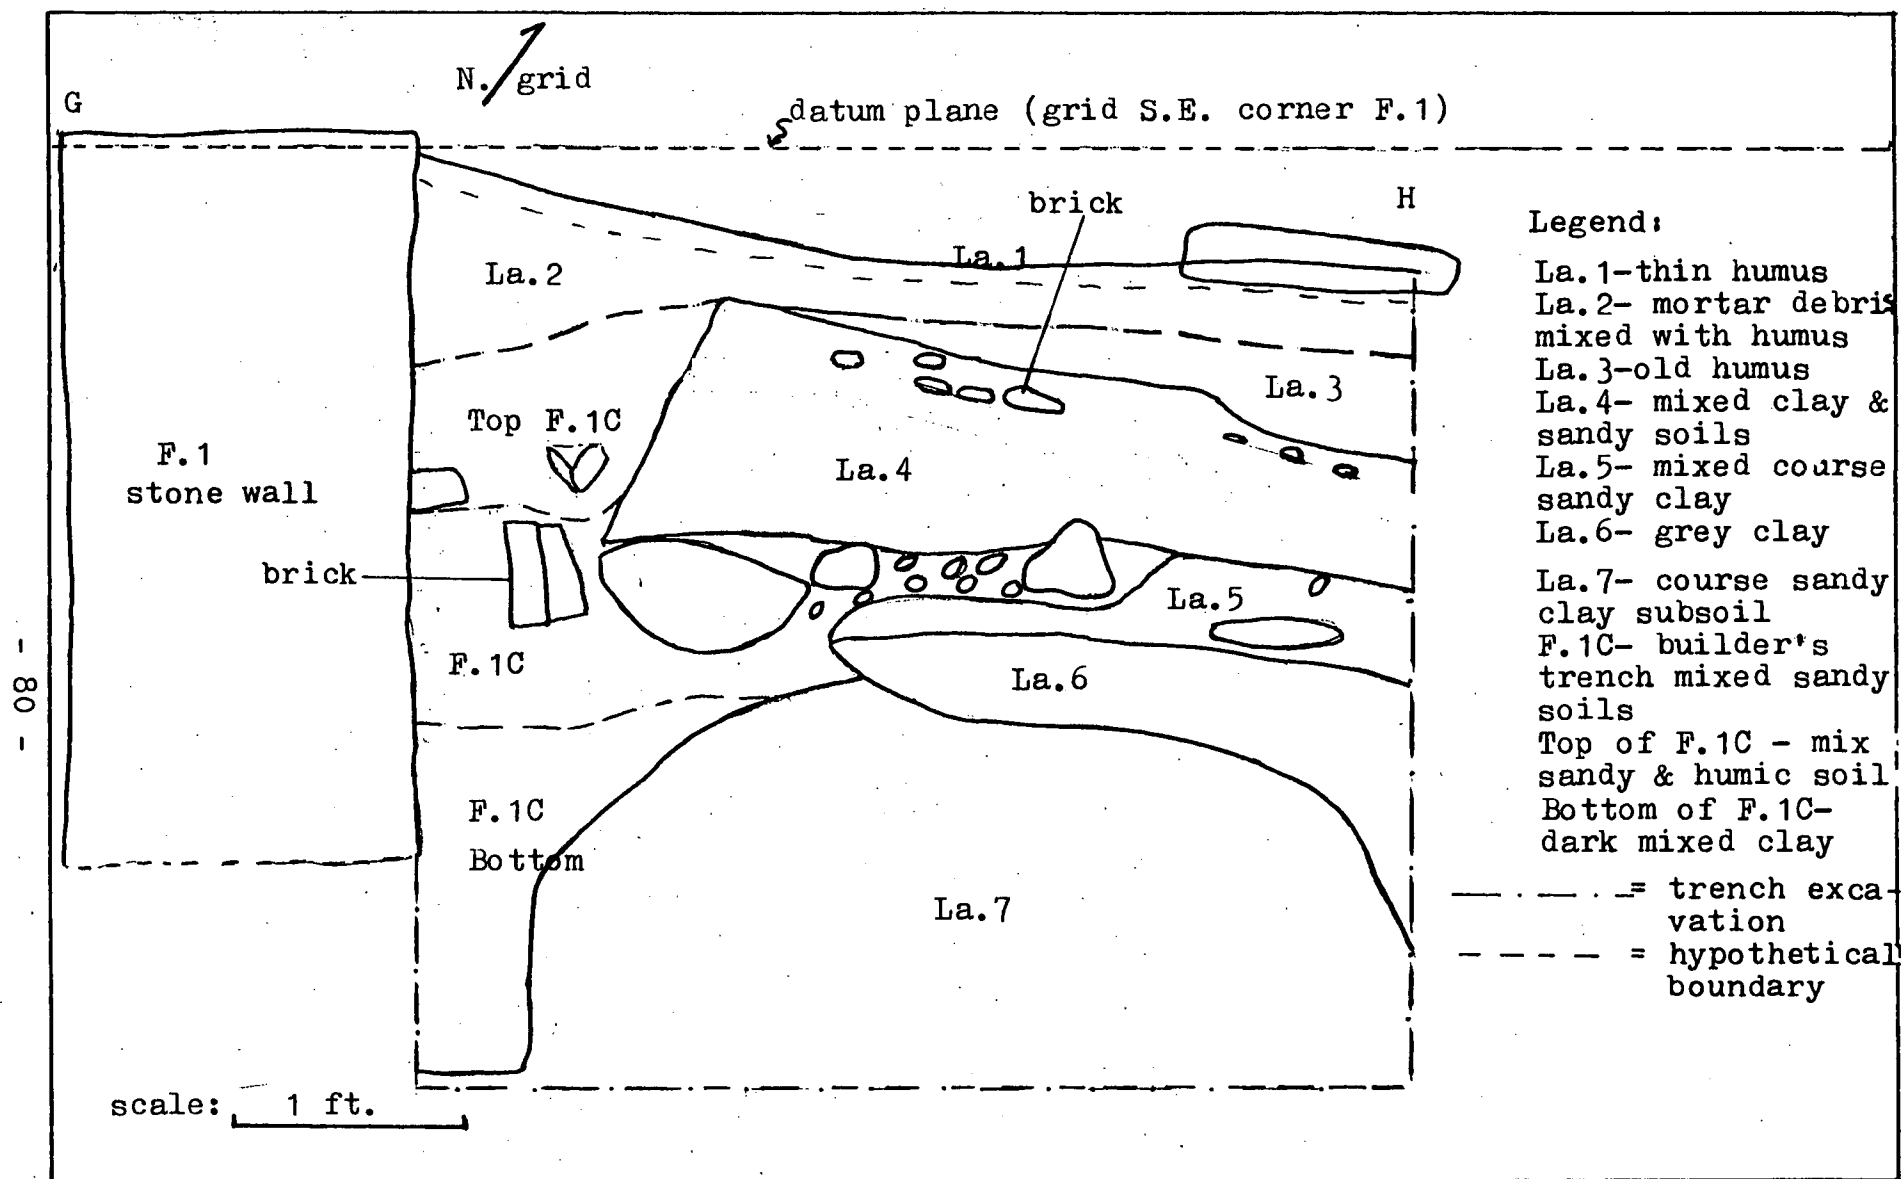 N. grid
G
datum plane (grid S.E. corner F.1)
brick
H
La.1
La.2
La.3
Top F.1C
F.1
stone wall
La.4
brick
La.5
F.1C
La.6
F.1C
Bottom
La.7
scale: 1 ft.
Legend:
La.1-thin humus
La.2- mortar debris
mixed with humus
La.3-old humus
La.4- mixed clay &
sandy soils
La.5- mixed course
sandy clay
La.6- grey clay
La.7- course sandy
clay subsoil
F.1C- builder's
trench mixed sandy
soils
Top of F.1C - mix
sandy & humic soil
Bottom of F.1C-
dark mixed clay
= trench exca-
vation
= hypothetical
boundary
- 80 -